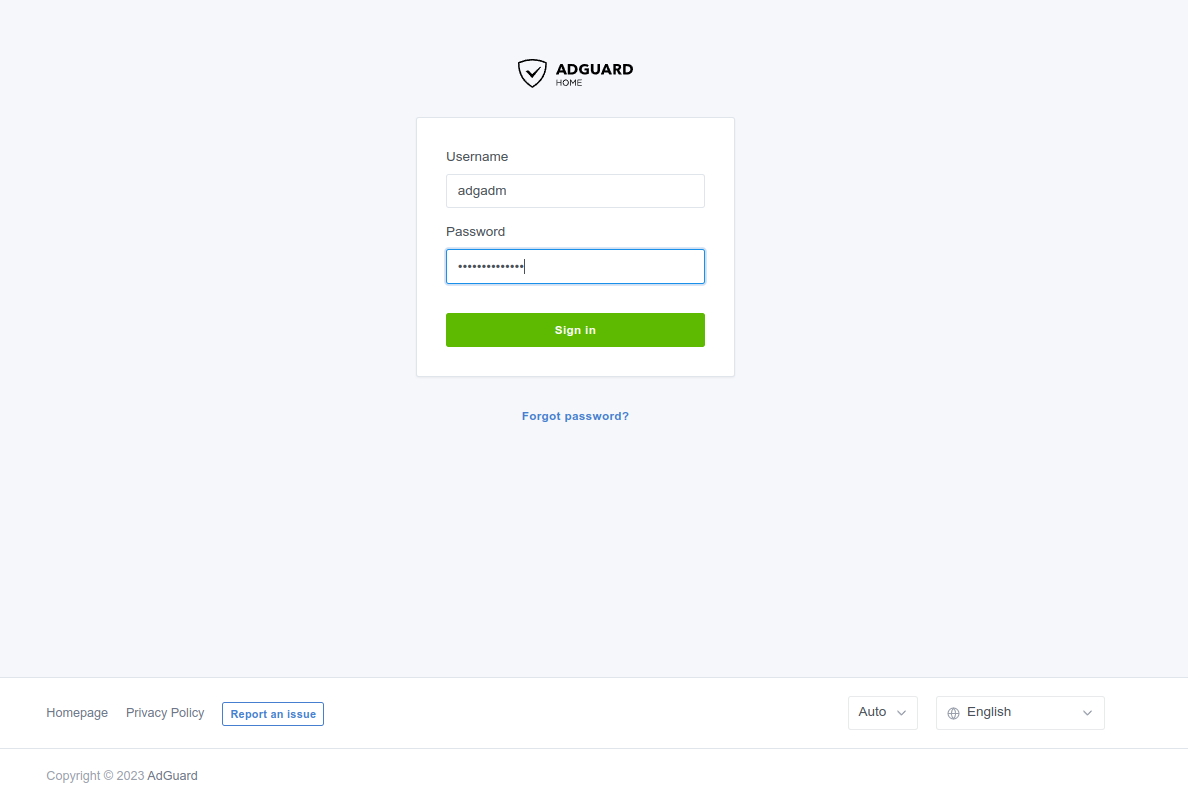 ADGUARD
HOME
Username
adgadm
Password
••••••••••••••
Sign in
Forgot password?
Homepage Privacy Policy Report an issue Auto English
Copyright © 2023 AdGuard